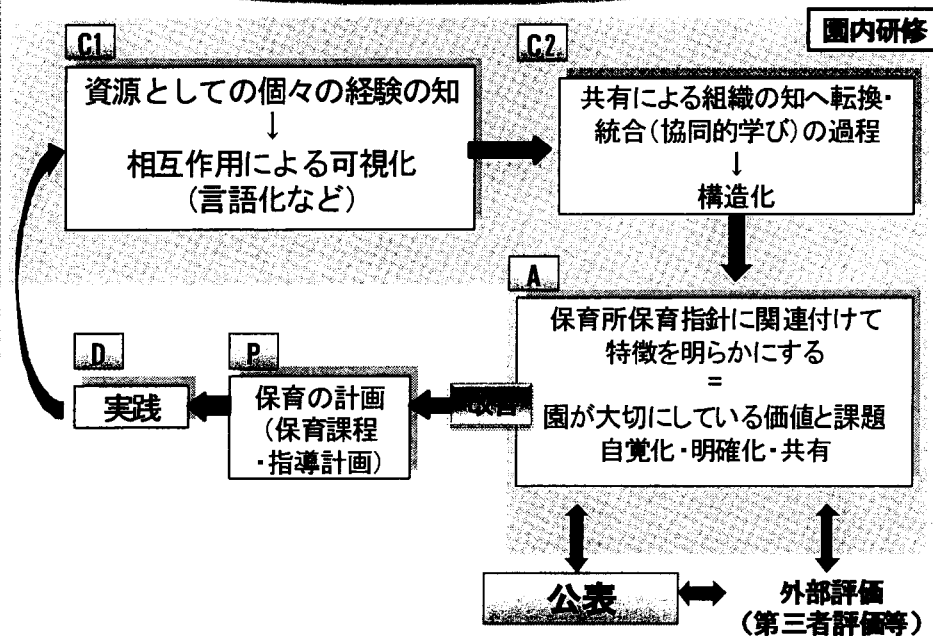 園内研修
C1
資源としての個々の経験の知
↓
相互作用による可視化
(言語化など)
C2
共有による組織の知へ転換・
統合(協同的学び)の過程
↓
構造化
A
保育所保育指針に関連付けて
特徴を明らかにする
=
園が大切にしている価値と課題
自覚化・明確化・共有
改善
P
保育の計画
(保育課程
・指導計画)
D
実践
公表
外部評価
(第三者評価等)